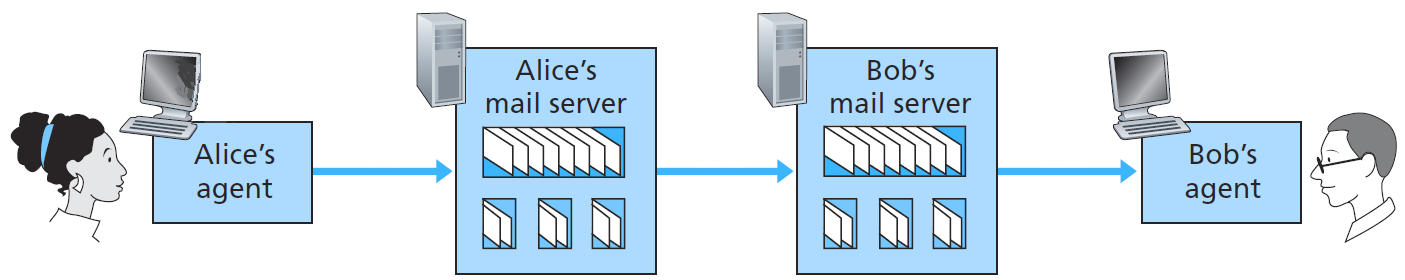 Alice's
agent
Alice's
mail server
Bob's
mail server
Bob's
agent